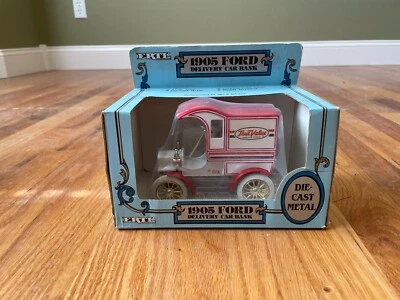 ERTL
1905 FORD
DELIVERY CAR BANK
True Value
DIE-
CAST
METAL
ERTL
1905 FORD
DELIVERY CAR BANK